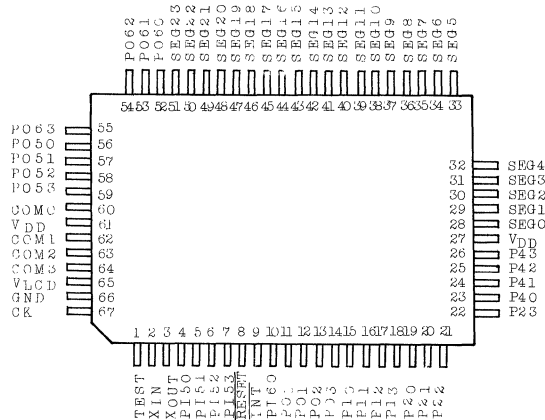 PO62
PO61
PO60
SEG23
SEG22
SEG21
SEG20
SEG19
SEG18
SEG17
SEG16
SEG15
SEG14
SEG13
SEG12
SEG11
SEG10
SEG9
SEG8
SEG7
SEG6
SEG5
54 53 52 51 50 49 48 47 46 45 44 43 42 41 40 39 38 37 36 35 34 33
PO63 55
PO50 56
PO51 57
PO52 58
PO53 59
COM0 60
VDD 61
COM1 62
COM2 63
COM3 64
VLCD 65
GND 66
CK 67
32 SEG4
31 SEG3
30 SEG2
29 SEG1
28 SEG0
27 VDD
26 P43
25 P42
24 P41
23 P40
22 P23
1 2 3 4 5 6 7 8 9 10 11 12 13 14 15 16 17 18 19 20 21
TEST
XIN
XOUT
PI50
PI51
PI52
PI53
RESET
INT
PI60
P01
P02
P03
P10
P11
P12
P13
P20
P21
P22